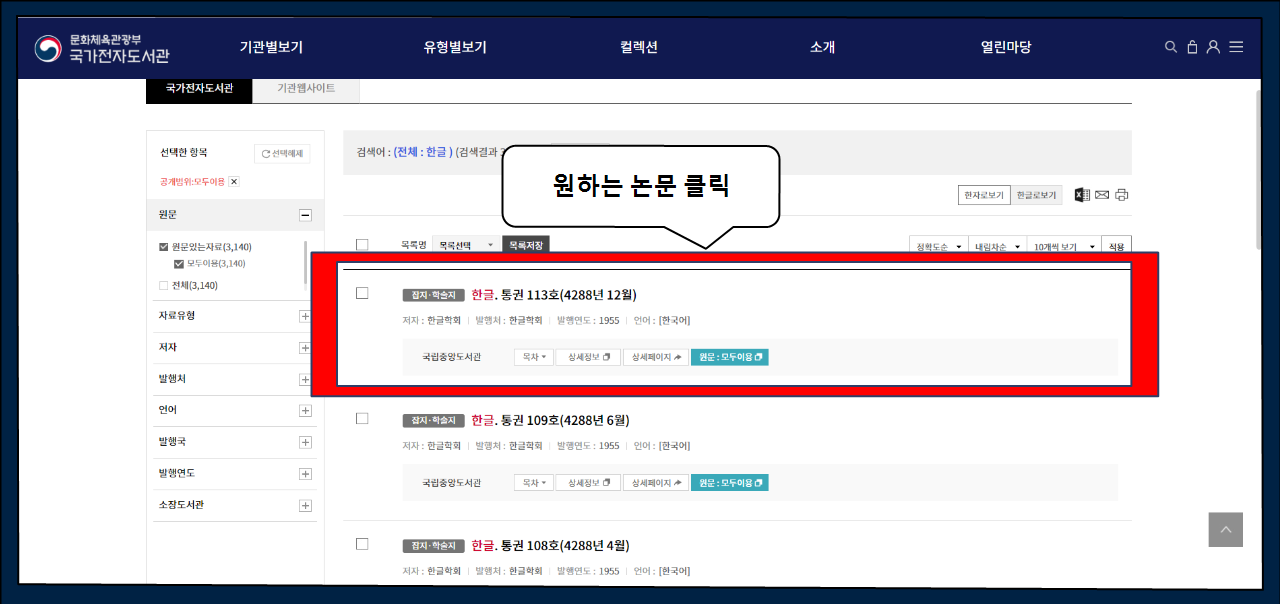 문화체육관광부
국가전자도서관
기관별보기 유형별보기 컬렉션 소개 열린마당
국가전자도서관 기관웹사이트
선택한 항목 선택해제
공개범위:모두이용
원문
원문있는자료(3,140)
모두이용(3,140)
전체(3,140)
자료유형
저자
발행처
언어
발행국
발행연도
소장도서관
검색어 : (전체 : 한글 ) (검색결과
원하는 논문 클릭
한자로보기 한글로보기
목록명 목록선택 목록저장 정확도순 내림차순 10개씩 보기 적용
잡지·학술지 한글. 통권 113호(4288년 12월)
저자 : 한글학회 발행처 : 한글학회 발행연도 : 1955 언어 : [한국어]
국립중앙도서관 목차 상세정보 상세페이지 원문 : 모두이용
잡지·학술지 한글. 통권 109호(4288년 6월)
저자 : 한글학회 발행처 : 한글학회 발행연도 : 1955 언어 : [한국어]
국립중앙도서관 목차 상세정보 상세페이지 원문 : 모두이용
잡지·학술지 한글. 통권 108호(4288년 4월)
저자 : 한글학회 발행처 : 한글학회 발행연도 : 1955 언어 : [한국어]